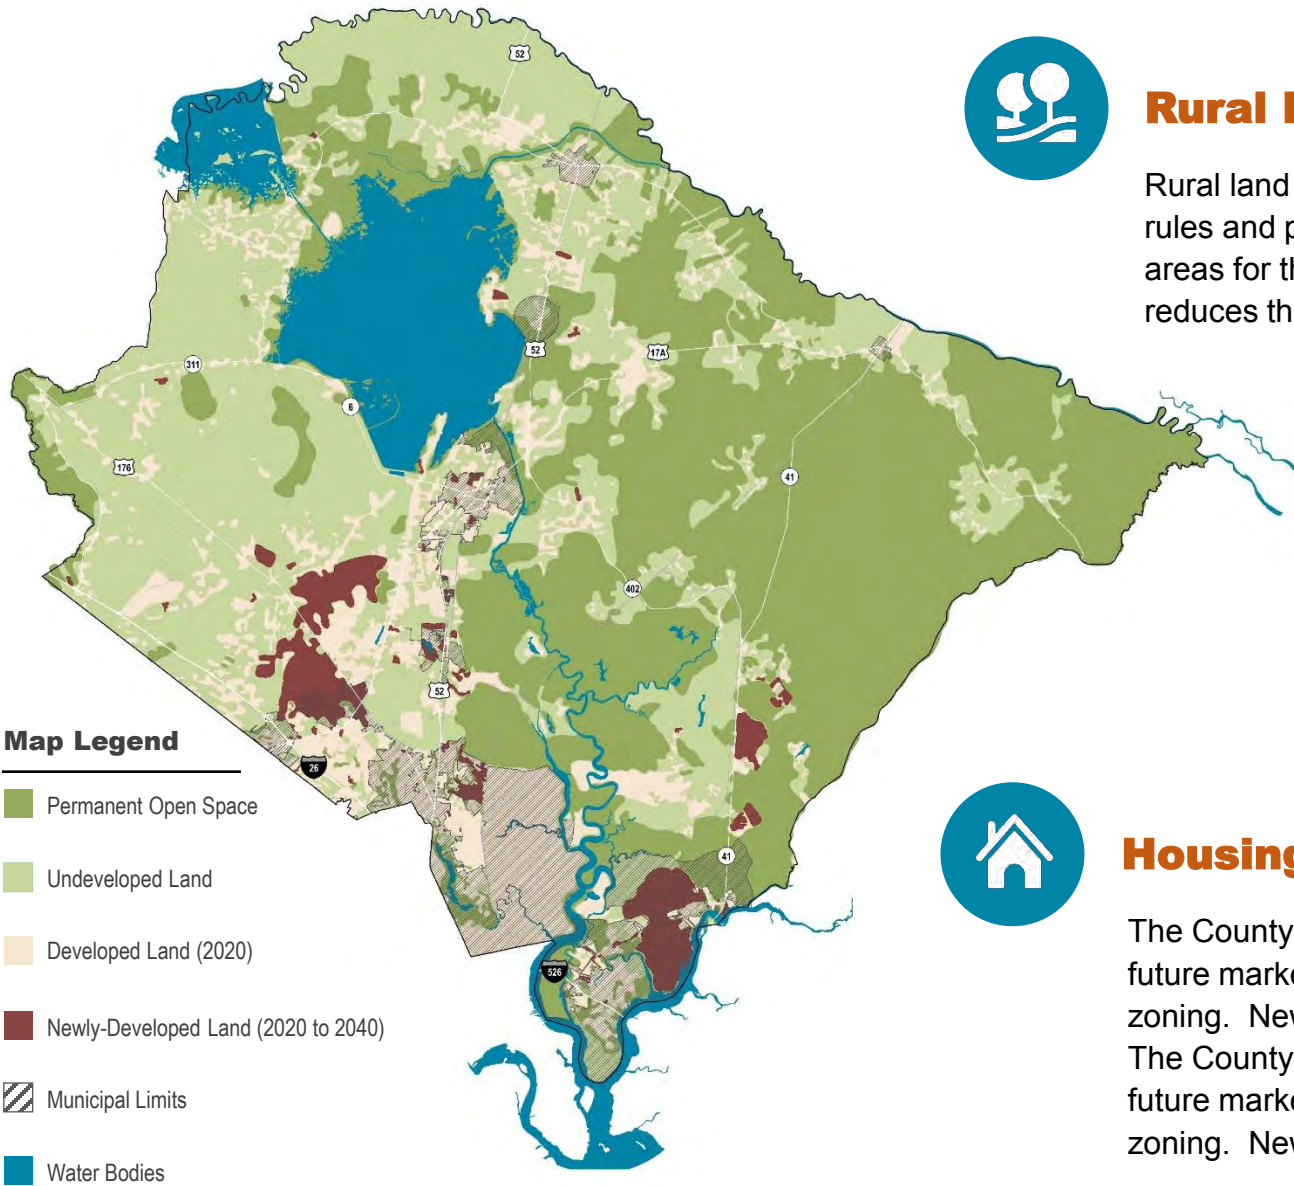 52
52
17A
311
6
176
41
402
52
26
41
526
Map Legend
Permanent Open Space
Undeveloped Land
Developed Land (2020)
Newly-Developed Land (2020 to 2040)
Municipal Limits
Water Bodies
Rural
Rural land
rules and p
areas for th
reduces th
Housing
The County
future marke
zoning.  New
The County
future marke
zoning.  New